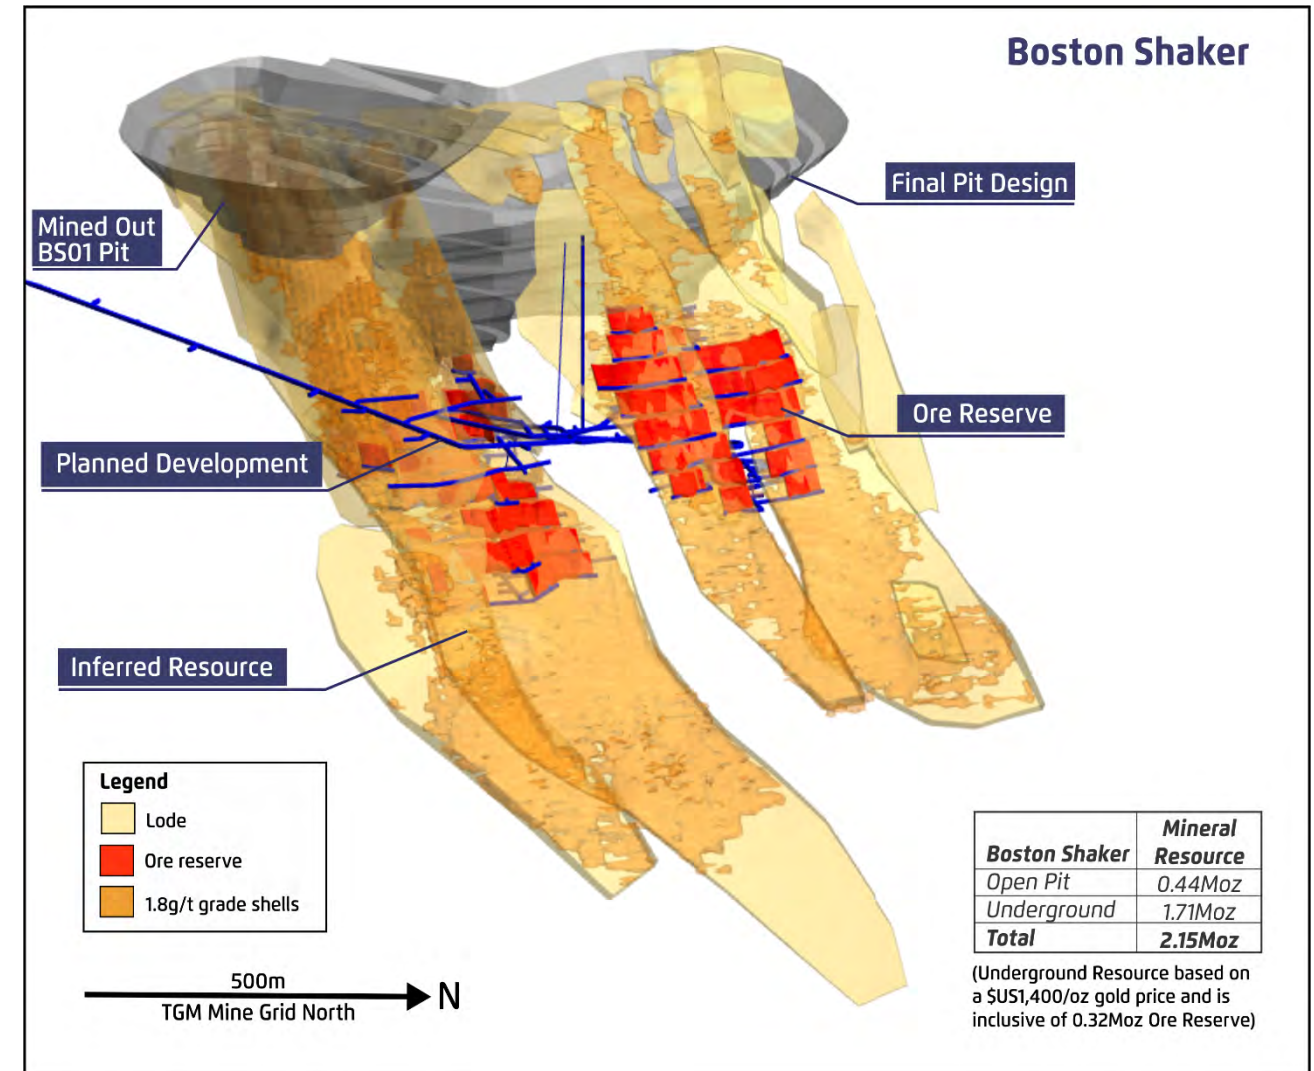 Boston Shaker
Final Pit Design
Mined Out
BS01 Pit
Ore Reserve
Planned Development
Inferred Resource
Legend
Lode
Ore reserve
1.8g/t grade shells
500m
N
TGM Mine Grid North
Boston Shaker Mineral Resource
Open Pit 0.44Moz
Underground 1.71Moz
Total 2.15Moz
(Underground Resource based on
a $US1,400/oz gold price and is
inclusive of 0.32Moz Ore Reserve)